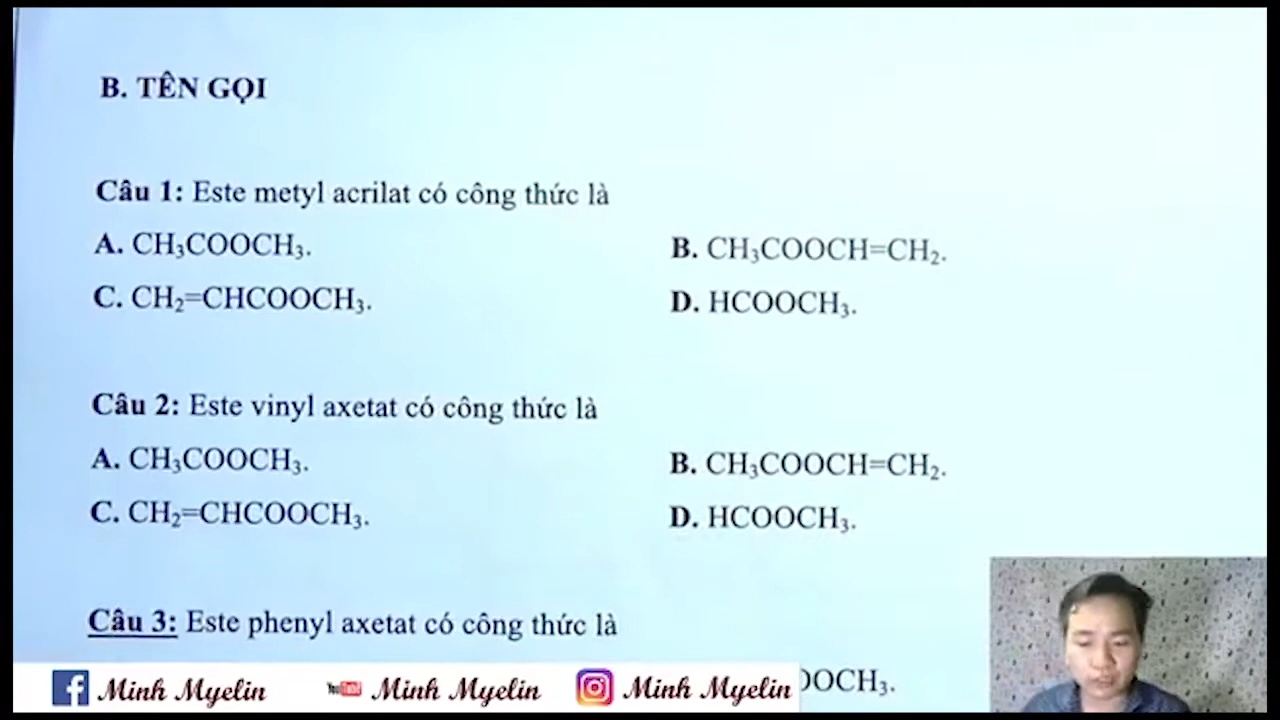 B. TÊN GỌI
Câu 1: Este metyl acrilat có công thức là
A. CH₃COOCH₃.
B. CH₃COOCH=CH₂.
C. CH₂=CHCOOCH₃.
D. HCOOCH₃.
Câu 2: Este vinyl axetat có công thức là
A. CH₃COOCH₃.
B. CH₃COOCH=CH₂.
C. CH₂=CHCOOCH₃.
D. HCOOCH₃.
Câu 3: Este phenyl axetat có công thức là
OOCH₃.
Minh Myelin YouTube Minh Myelin Minh Myelin